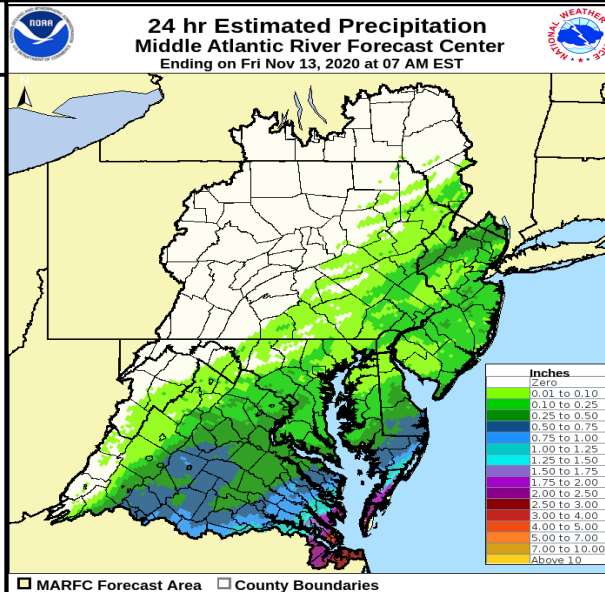 24 hr Estimated Precipitation
Middle Atlantic River Forecast Center
Ending on Fri Nov 13, 2020 at 07 AM EST
NOAA
NATIONAL WEATHER
N
Inches
Zero
0.01 to 0.10
0.10 to 0.25
0.25 to 0.50
0.50 to 0.75
0.75 to 1.00
1.00 to 1.25
1.25 to 1.50
1.50 to 1.75
1.75 to 2.00
2.00 to 2.50
2.50 to 3.00
3.00 to 4.00
4.00 to 5.00
5.00 to 7.00
7.00 to 10.00
Above 10
MARFC Forecast Area
County Boundaries